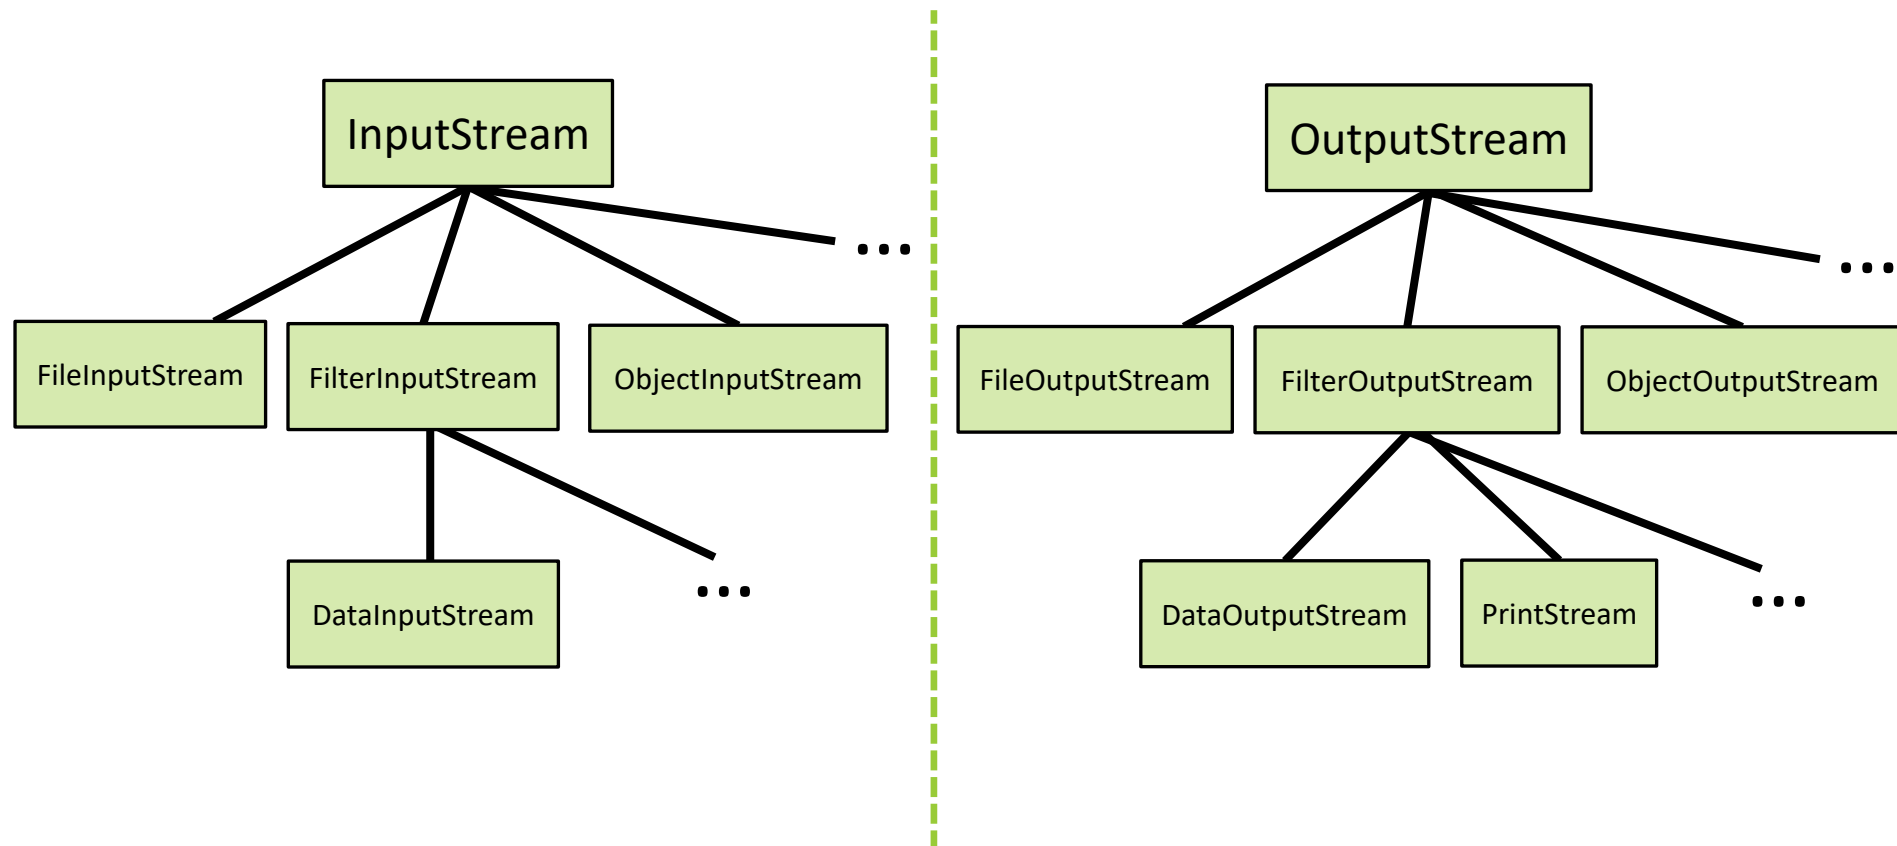 InputStream
...
FileInputStream
FilterInputStream
ObjectInputStream
DataInputStream
...
OutputStream
...
FileOutputStream
FilterOutputStream
ObjectOutputStream
DataOutputStream
PrintStream
...